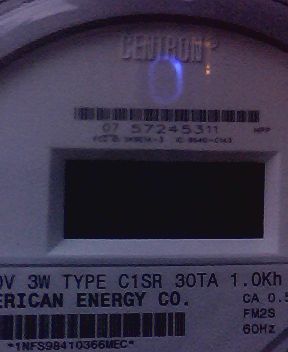 CENTRON
07 57245311 MPP
0V 3W TYPE C1SR 30TA 1.0Kh
ERICAN ENERGY CO. CA 0.5
FM2S
60Hz
*1NFS98410366MEC*